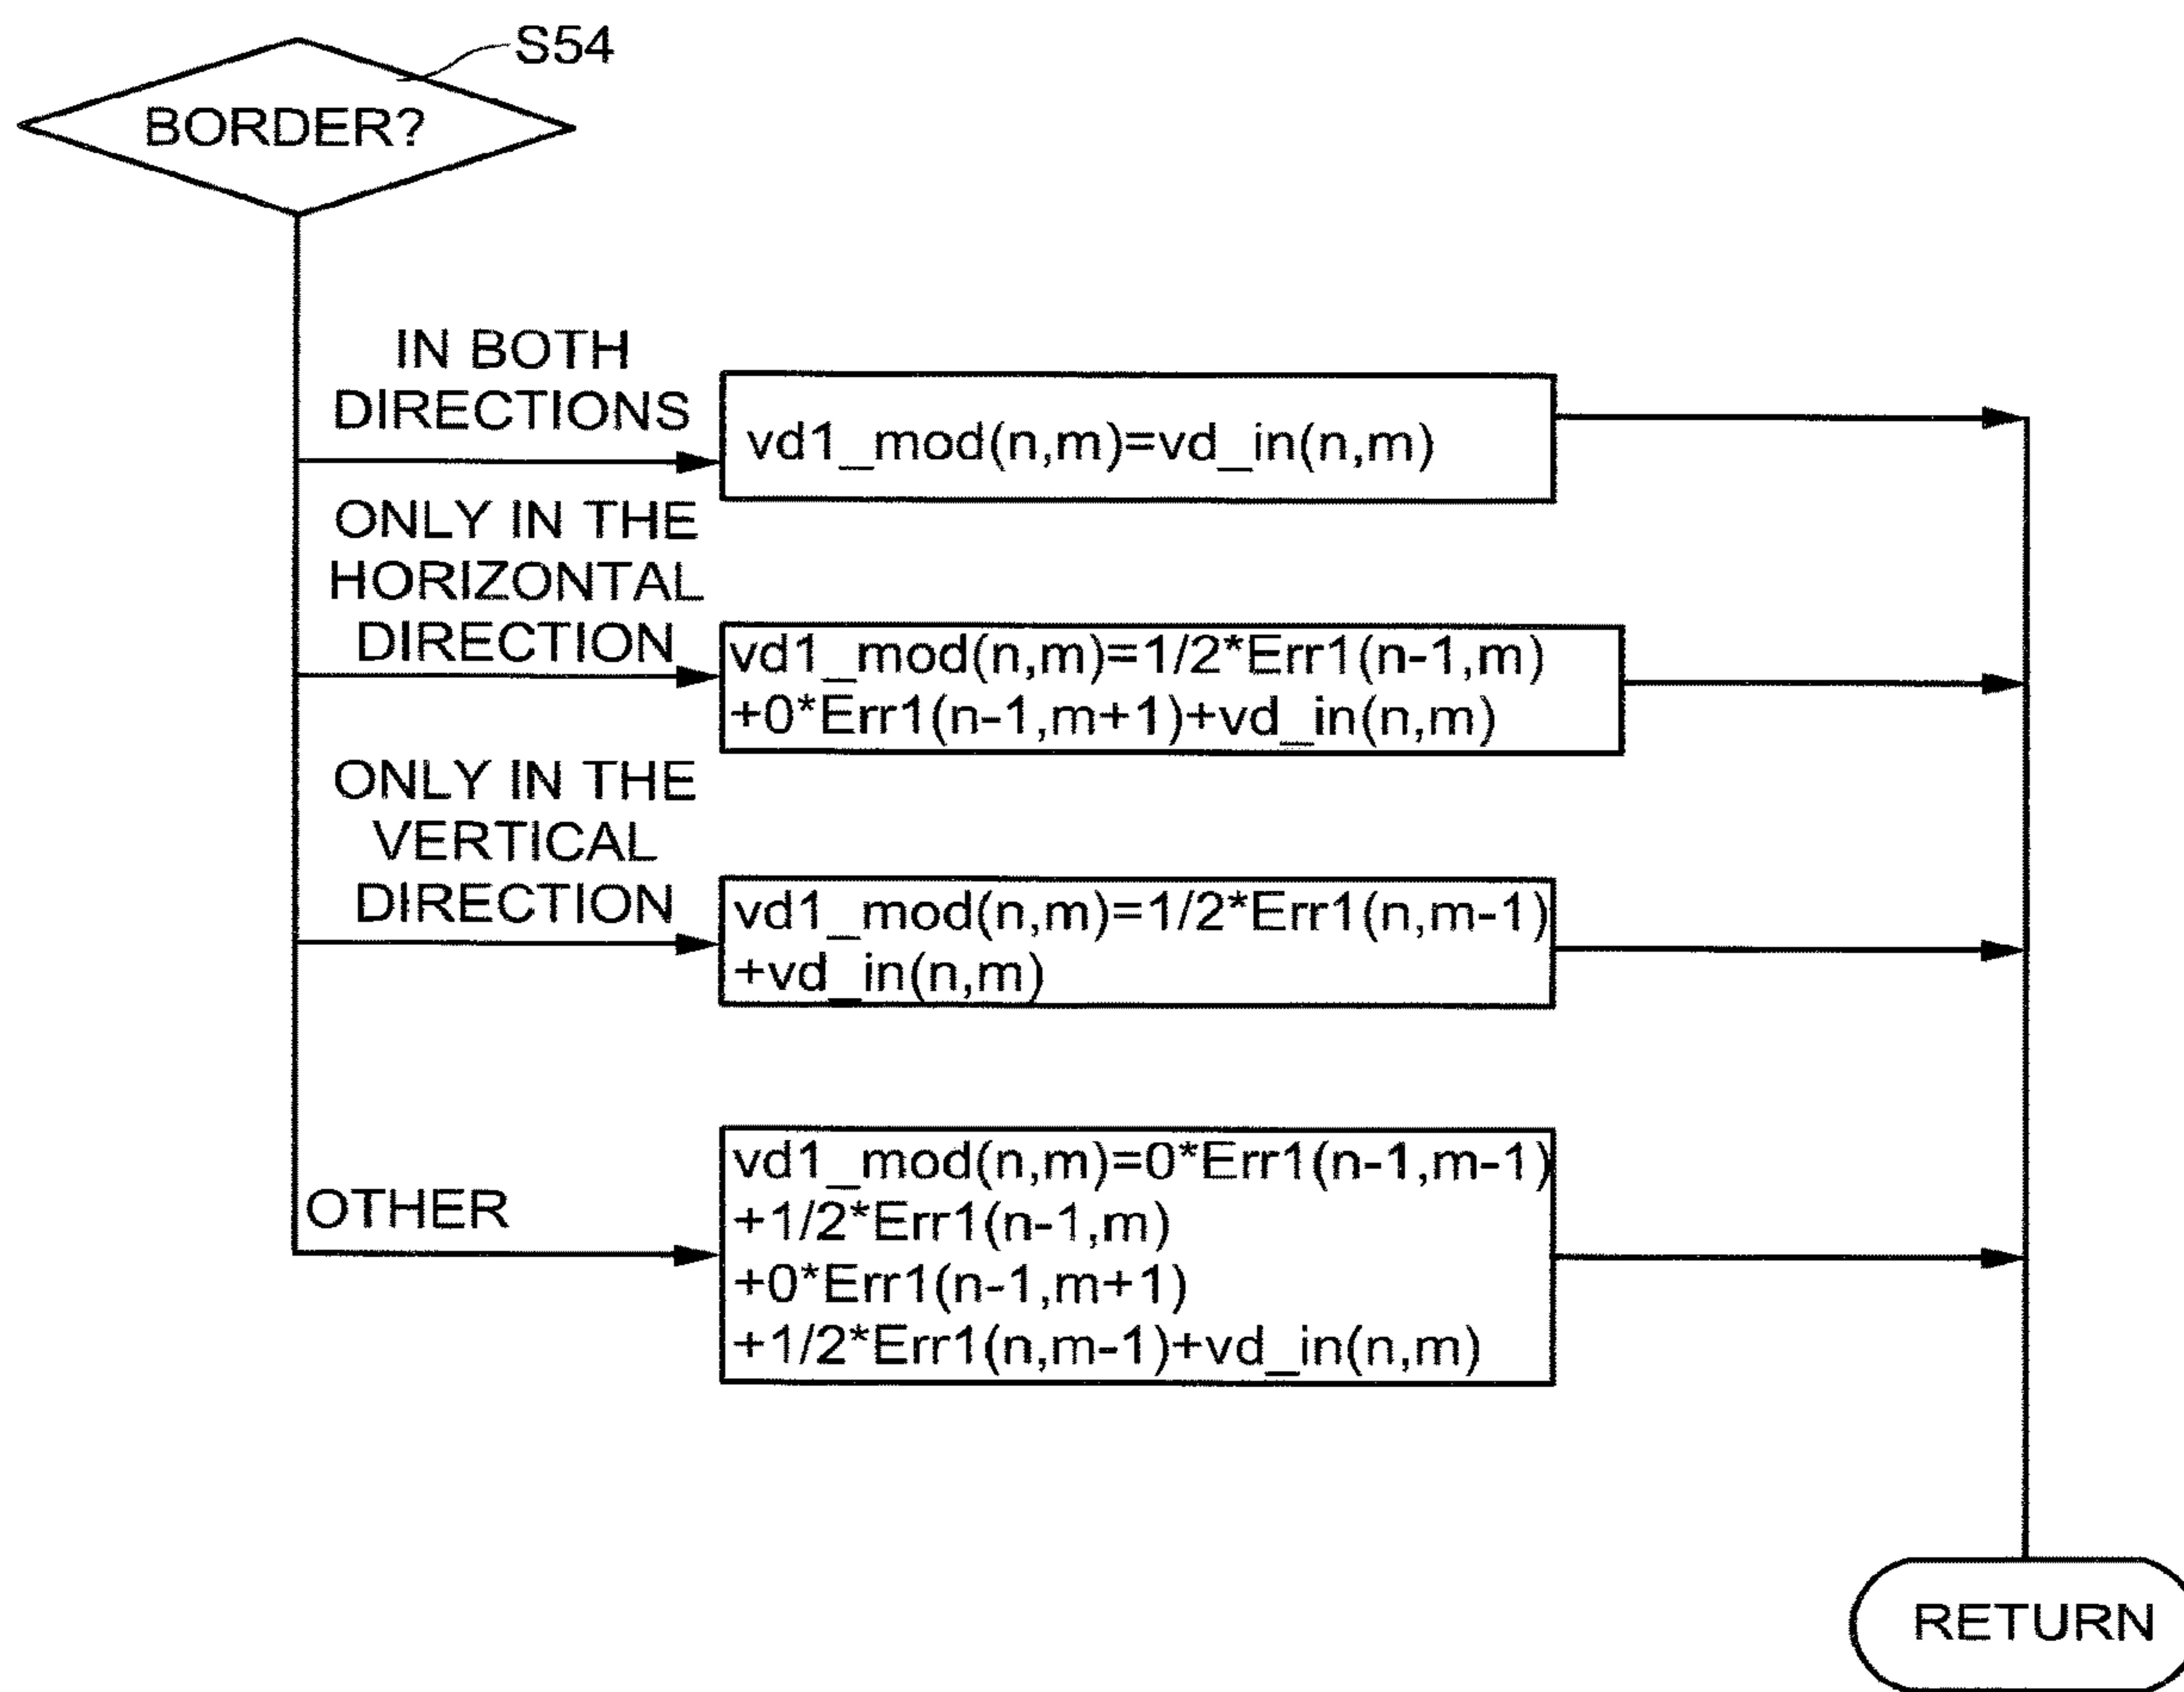 S54
BORDER?
IN BOTH
DIRECTIONS
vd1_mod(n,m)=vd_in(n,m)
ONLY IN THE
HORIZONTAL
DIRECTION
vd1_mod(n,m)=1/2*Err1(n-1,m)
+0*Err1(n-1,m+1)+vd_in(n,m)
ONLY IN THE
VERTICAL
DIRECTION
vd1_mod(n,m)=1/2*Err1(n,m-1)
+vd_in(n,m)
OTHER
vd1_mod(n,m)=0*Err1(n-1,m-1)
+1/2*Err1(n-1,m)
+0*Err1(n-1,m+1)
+1/2*Err1(n,m-1)+vd_in(n,m)
RETURN